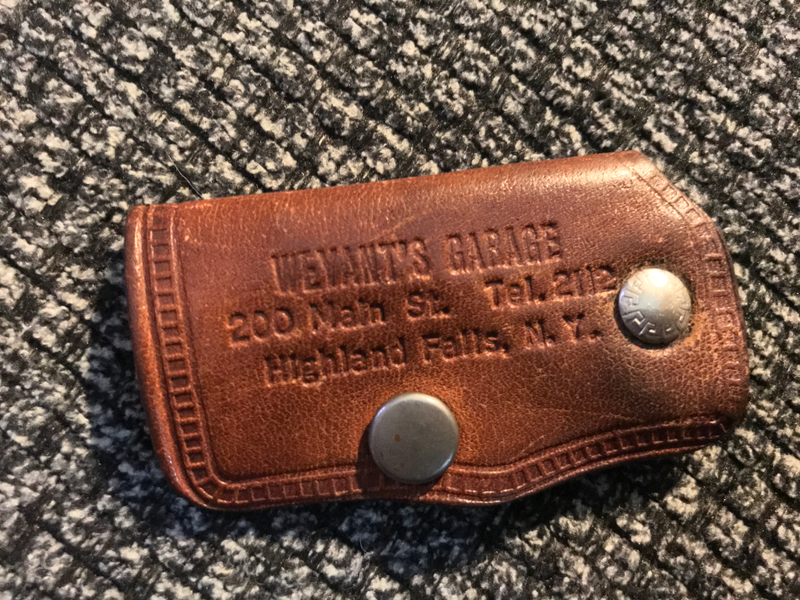 WEYANT'S GARAGE
200 Main St. Tel. 2112
Highland Falls, N. Y.